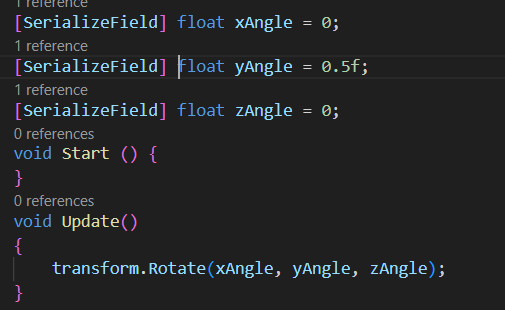 1 reference
[SerializeField] float xAngle = 0;
1 reference
[SerializeField] float yAngle = 0.5f;
1 reference
[SerializeField] float zAngle = 0;
0 references
void Start () {
}
0 references
void Update()
{
transform.Rotate(xAngle, yAngle, zAngle);
}